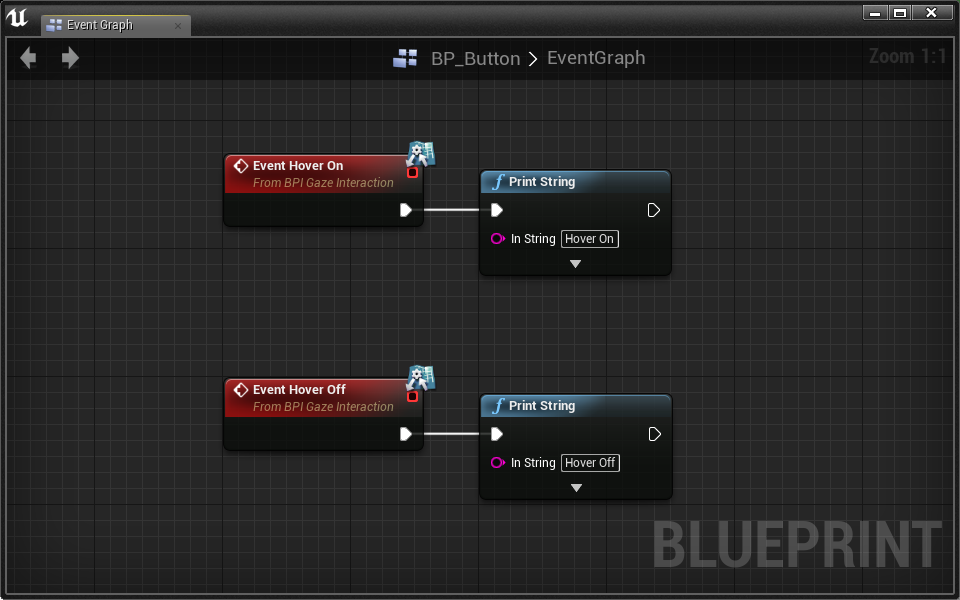 Event Graph
BP_Button > EventGraph
Zoom 1:1
Event Hover On
From BPI Gaze Interaction
f Print String
In String Hover On
Event Hover Off
From BPI Gaze Interaction
f Print String
In String Hover Off
BLUEPRINT